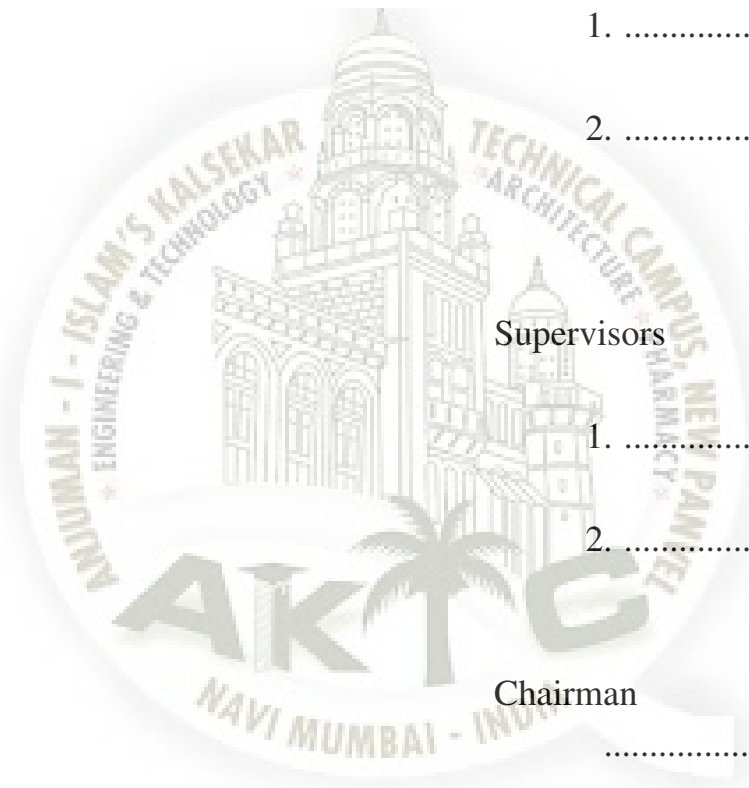 1. ..............
2. ..............
Supervisors
1. ..............
2. ..............
Chairman
................
ANJUMAN - I - ISLAM'S KALSEKAR TECHNICAL CAMPUS, NEW PANVEL
ENGINEERING & TECHNOLOGY * ARCHITECTURE * PHARMACY *
AKTC
NAVI MUMBAI - INDIA